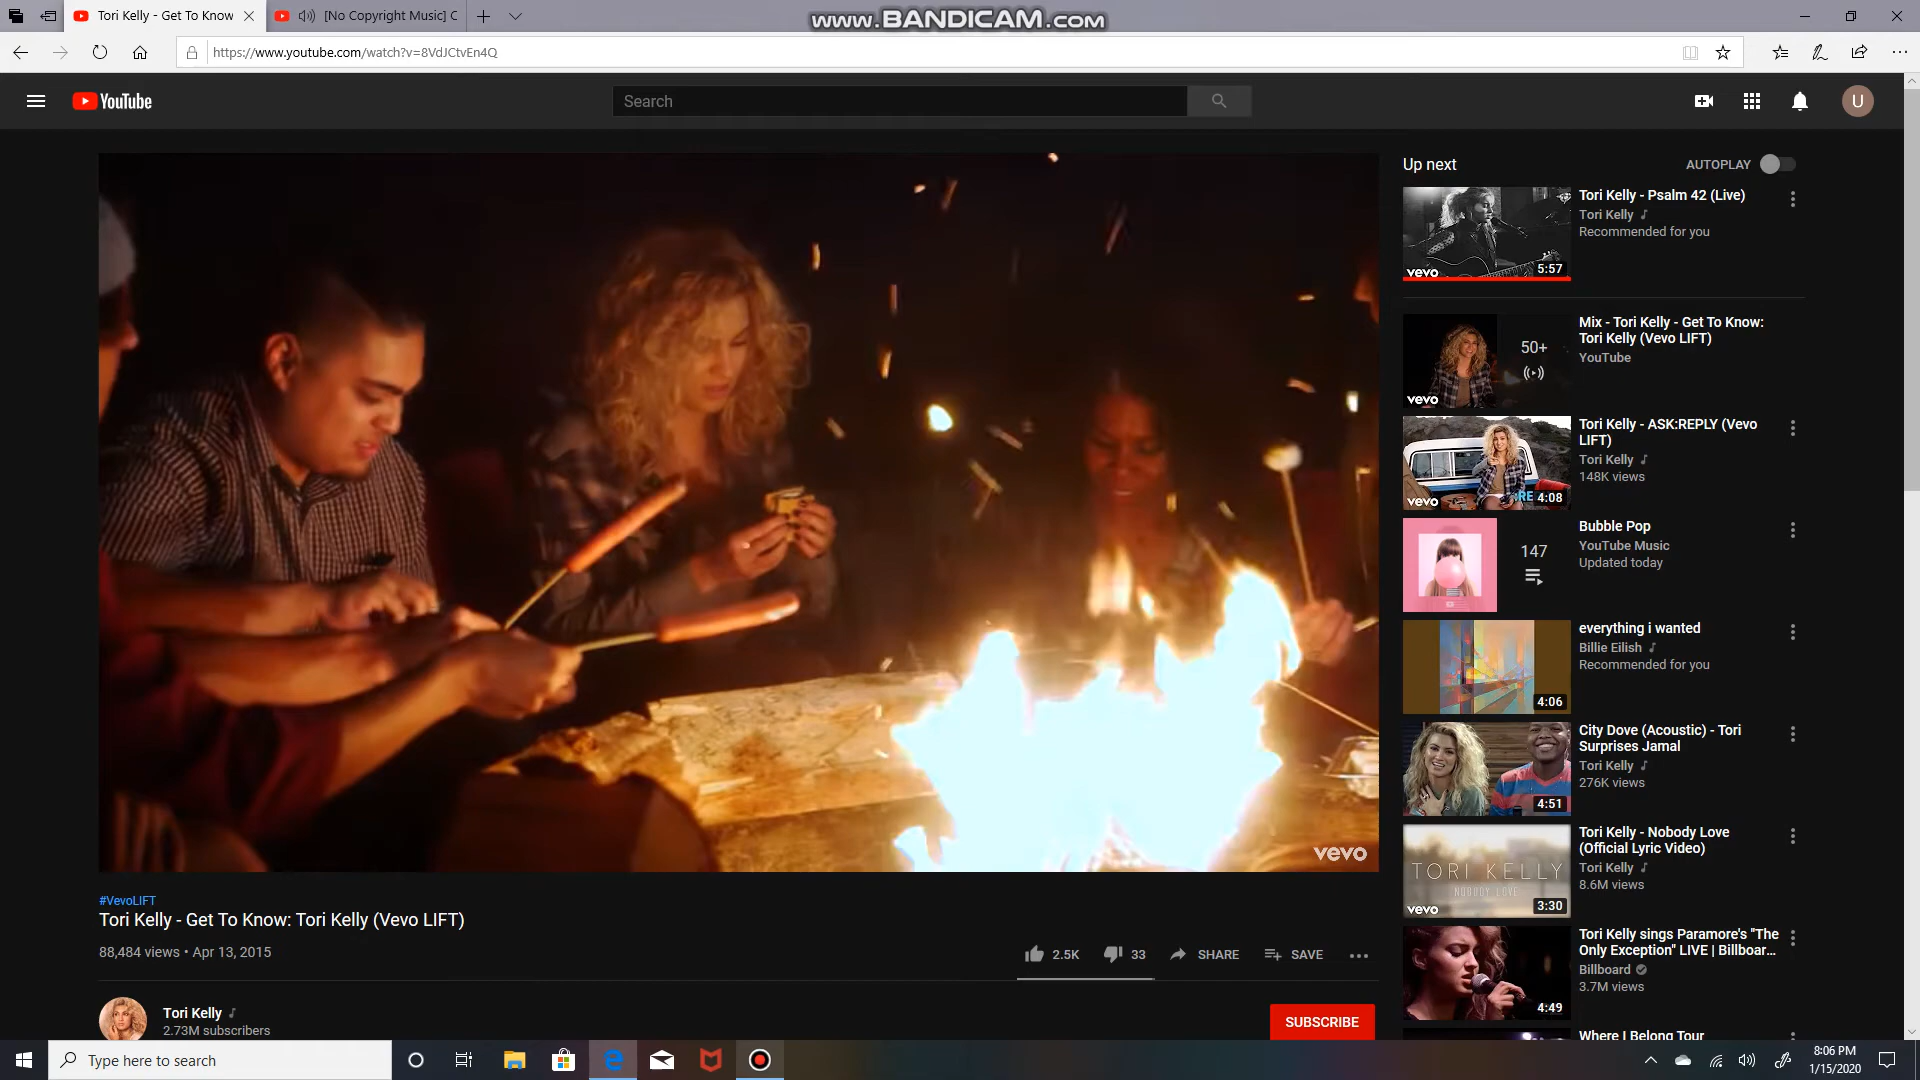 Tori Kelly - Get To Know
[No Copyright Music] C
www.BANDICAM.com
https://www.youtube.com/watch?v=8VdJCtvEn4Q
YouTube
Search
U
vevo
#VevoLIFT
Tori Kelly - Get To Know: Tori Kelly (Vevo LIFT)
88,484 views • Apr 13, 2015
2.5K
33
SHARE
SAVE
Tori Kelly
2.73M subscribers
SUBSCRIBE
Up next
AUTOPLAY
vevo
5:57
Tori Kelly - Psalm 42 (Live)
Tori Kelly
Recommended for you
vevo
50+
Mix - Tori Kelly - Get To Know:
Tori Kelly (Vevo LIFT)
YouTube
vevo
4:08
Tori Kelly - ASK:REPLY (Vevo
LIFT)
Tori Kelly
148K views
147
Bubble Pop
YouTube Music
Updated today
4:06
everything i wanted
Billie Eilish
Recommended for you
4:51
City Dove (Acoustic) - Tori
Surprises Jamal
Tori Kelly
276K views
TORI KELLY
NOBODY LOVE
vevo
3:30
Tori Kelly - Nobody Love
(Official Lyric Video)
Tori Kelly
8.6M views
4:49
Tori Kelly sings Paramore's "The
Only Exception" LIVE | Billboar...
Billboard
3.7M views
Where I Belong Tour
Type here to search
8:06 PM
1/15/2020